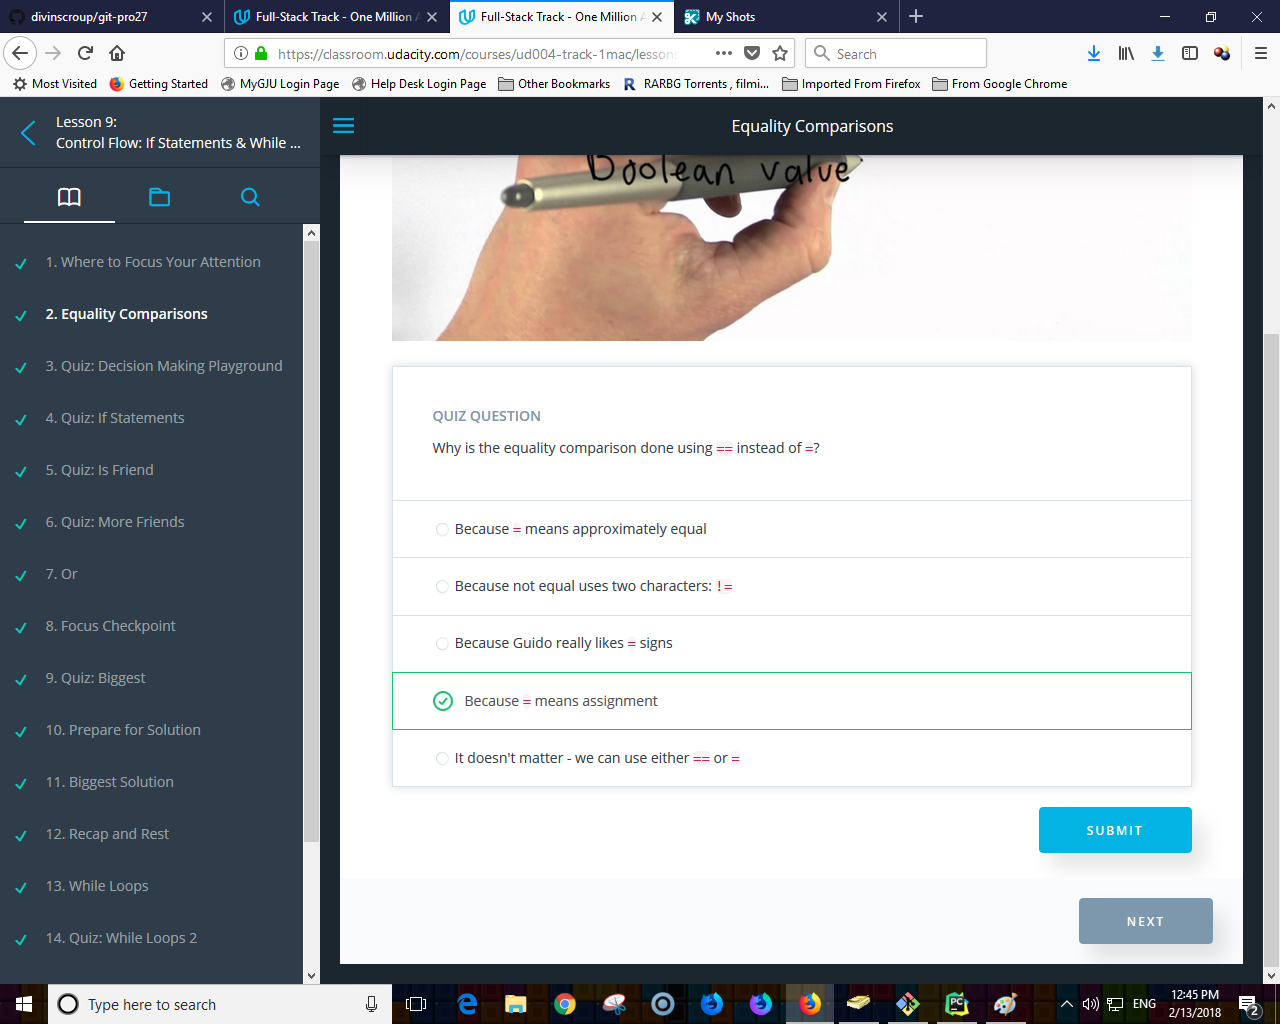 divinscroup/git-pro27
Full-Stack Track - One Million A
Full-Stack Track - One Million A
My Shots
https://classroom.udacity.com/courses/ud004-track-1mac/lesson
Search
Most Visited
Getting Started
MyGJU Login Page
Help Desk Login Page
Other Bookmarks
R RARBG Torrents , filmi...
Imported From Firefox
From Google Chrome
Lesson 9:
Control Flow: If Statements & While ...
Equality Comparisons
1. Where to Focus Your Attention
2. Equality Comparisons
3. Quiz: Decision Making Playground
4. Quiz: If Statements
5. Quiz: Is Friend
6. Quiz: More Friends
7. Or
8. Focus Checkpoint
9. Quiz: Biggest
10. Prepare for Solution
11. Biggest Solution
12. Recap and Rest
13. While Loops
14. Quiz: While Loops 2
Boolean value
QUIZ QUESTION
Why is the equality comparison done using == instead of =?
Because = means approximately equal
Because not equal uses two characters: !=
Because Guido really likes = signs
Because = means assignment
It doesn't matter - we can use either == or =
SUBMIT
NEXT
Type here to search
PC
ENG
12:45 PM
2/13/2018
2